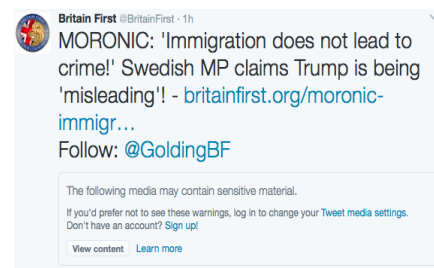 Britain First @BritainFirst · 1h
MORONIC: 'Immigration does not lead to
crime!' Swedish MP claims Trump is being
'misleading'! - britainfirst.org/moronic-
immigr…
Follow: @GoldingBF
The following media may contain sensitive material.
If you'd prefer not to see these warnings, log in to change your Tweet media settings.
Don't have an account? Sign up!
View content Learn more